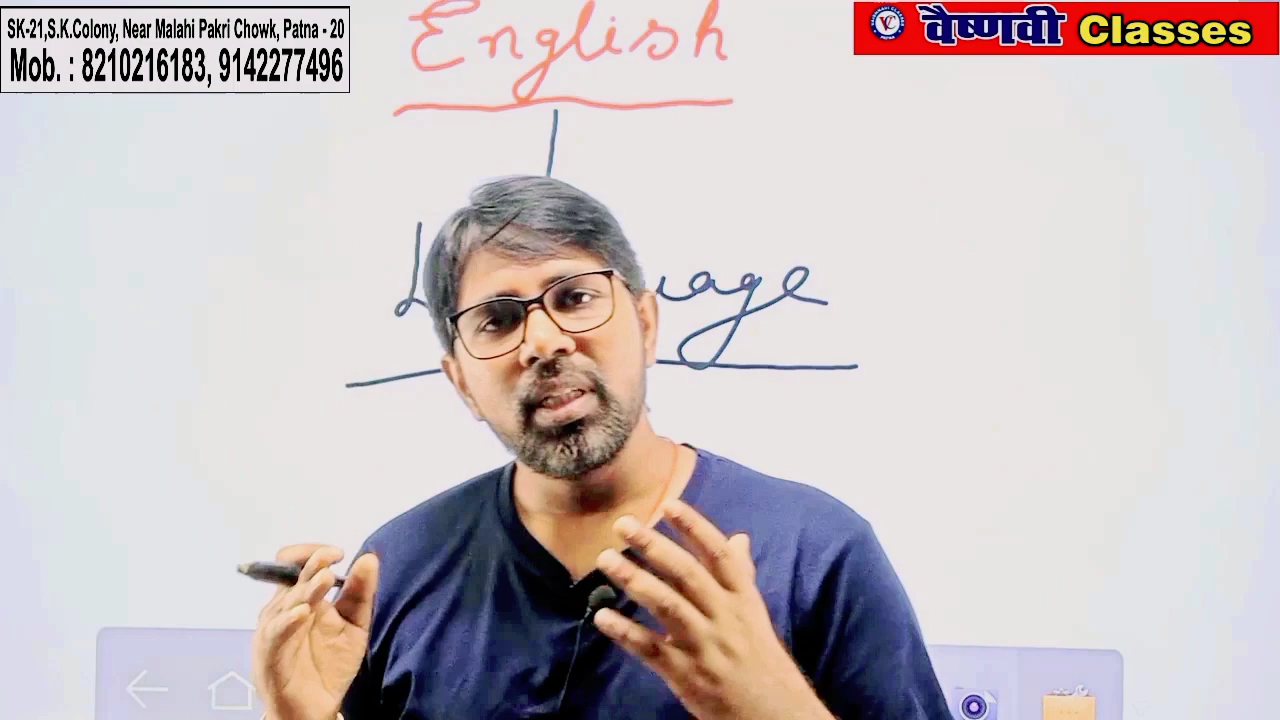 SK-21,S.K.Colony, Near Malahi Pakri Chowk, Patna - 20
Mob. : 8210216183, 9142277496
वैष्णवी Classes
English